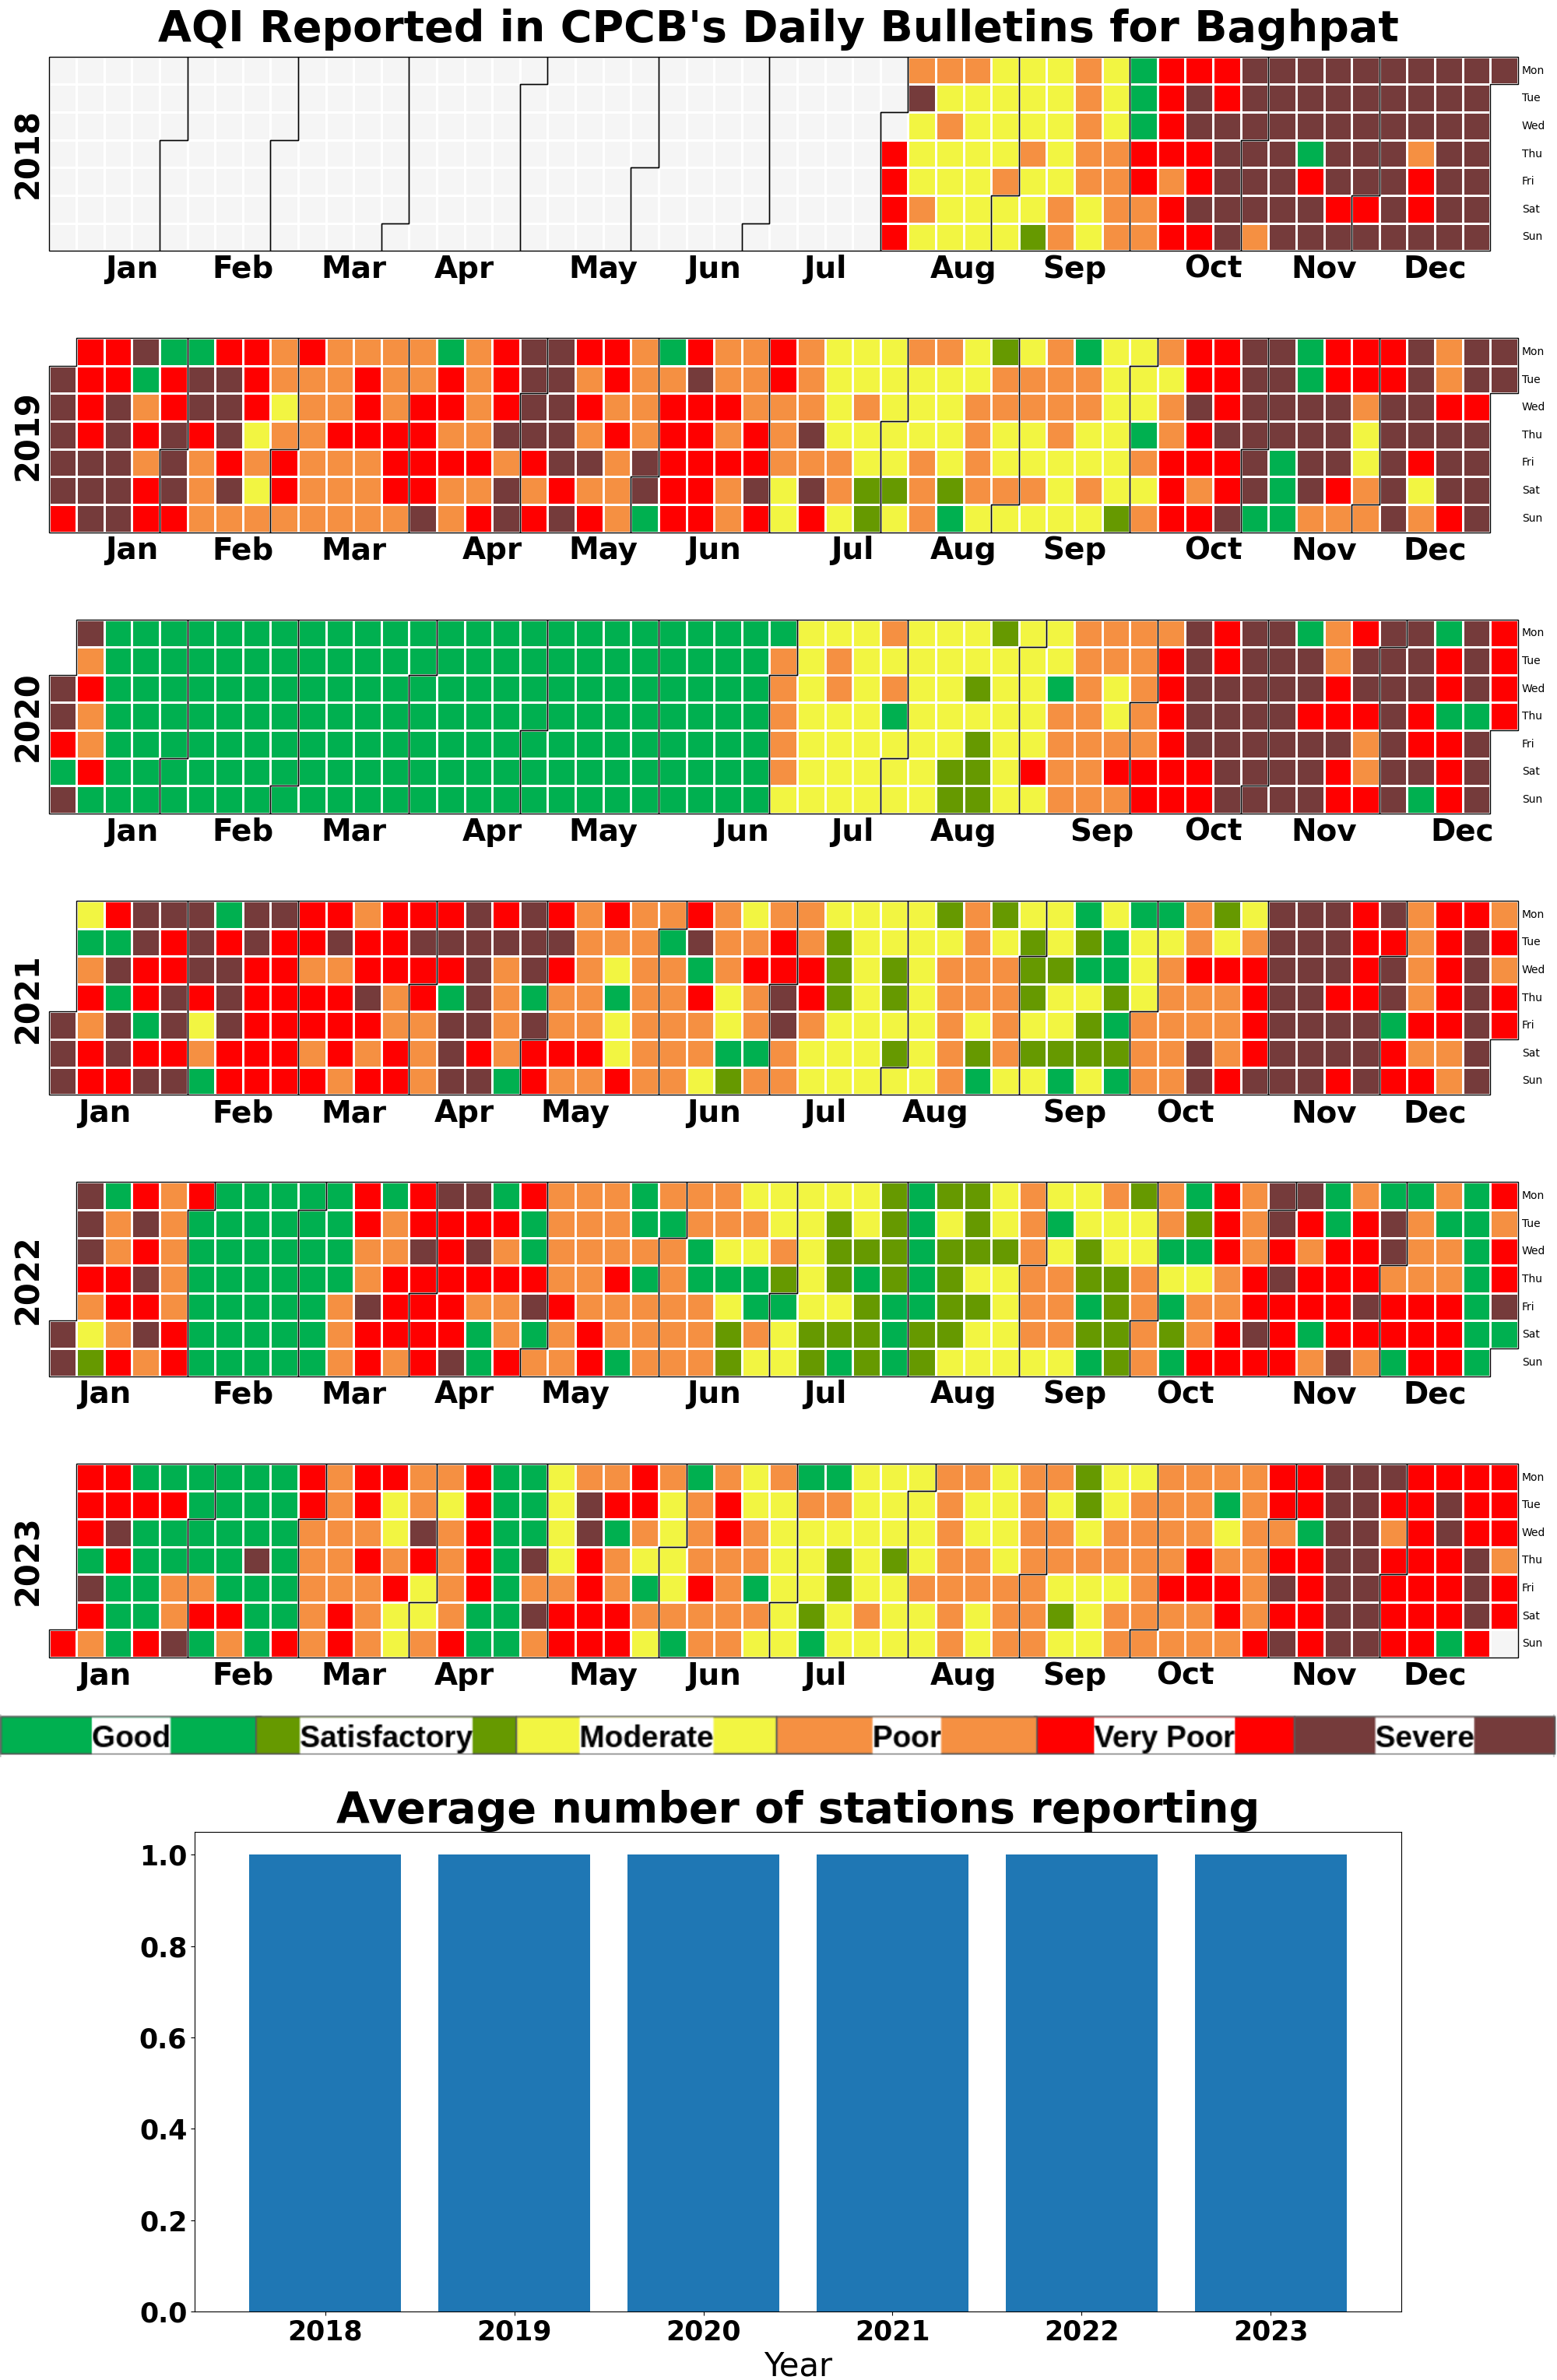 AQI Reported in CPCB's Daily Bulletins for Baghpat
2018
Mon
Tue
Wed
Thu
Fri
Sat
Sun
Jan Feb Mar Apr May Jun Jul Aug Sep Oct Nov Dec
2019
Mon
Tue
Wed
Thu
Fri
Sat
Sun
Jan Feb Mar Apr May Jun Jul Aug Sep Oct Nov Dec
2020
Mon
Tue
Wed
Thu
Fri
Sat
Sun
Jan Feb Mar Apr May Jun Jul Aug Sep Oct Nov Dec
2021
Mon
Tue
Wed
Thu
Fri
Sat
Sun
Jan Feb Mar Apr May Jun Jul Aug Sep Oct Nov Dec
2022
Mon
Tue
Wed
Thu
Fri
Sat
Sun
Jan Feb Mar Apr May Jun Jul Aug Sep Oct Nov Dec
2023
Mon
Tue
Wed
Thu
Fri
Sat
Sun
Jan Feb Mar Apr May Jun Jul Aug Sep Oct Nov Dec
Good Satisfactory Moderate Poor Very Poor Severe
Average number of stations reporting
1.0
0.8
0.6
0.4
0.2
0.0
2018 2019 2020 2021 2022 2023
Year